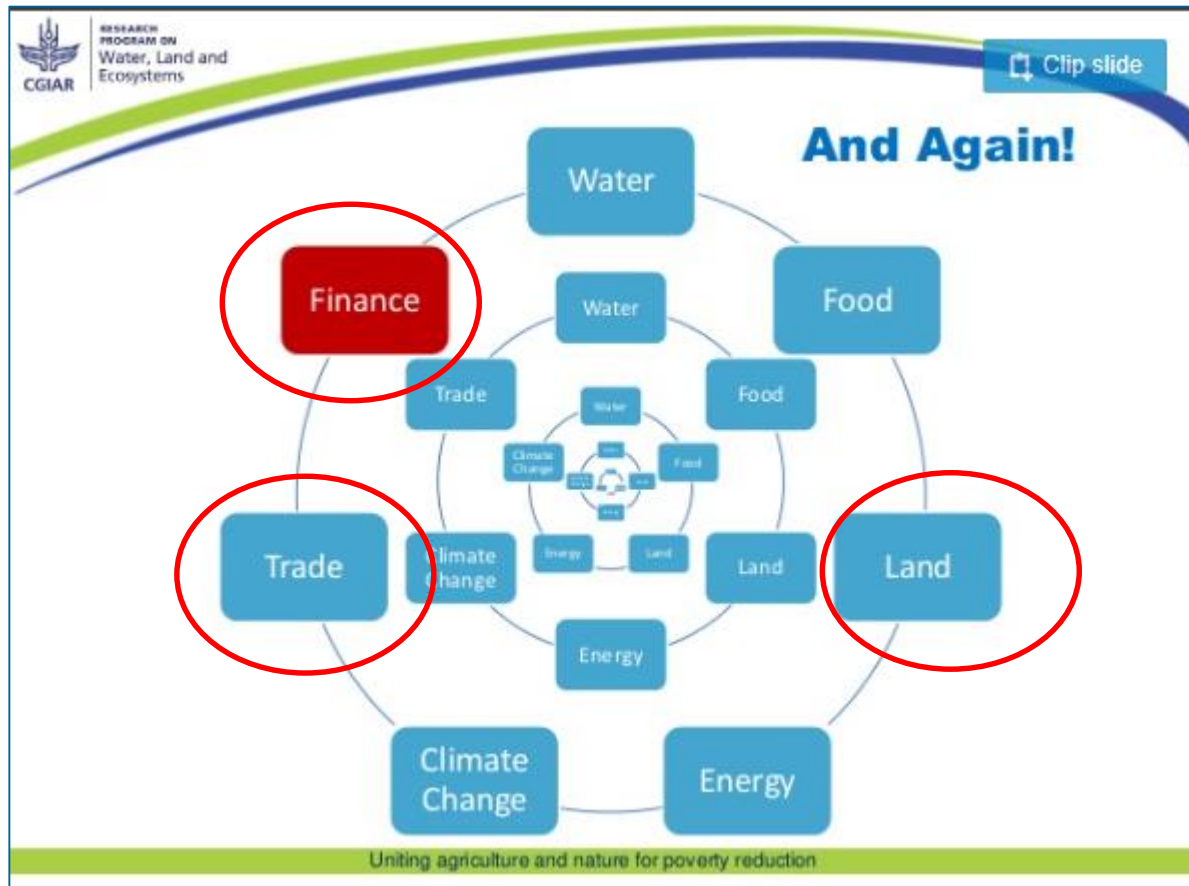 RESEARCH
PROGRAM ON
Water, Land and
Ecosystems
CGIAR
Clip slide
And Again!
Water
Finance
Food
Water
Trade
Food
Water
Climate
Change
Food
Trade
Land
Climate
Change
Energy
Land
Land
Energy
Climate
Change
Energy
Uniting agriculture and nature for poverty reduction